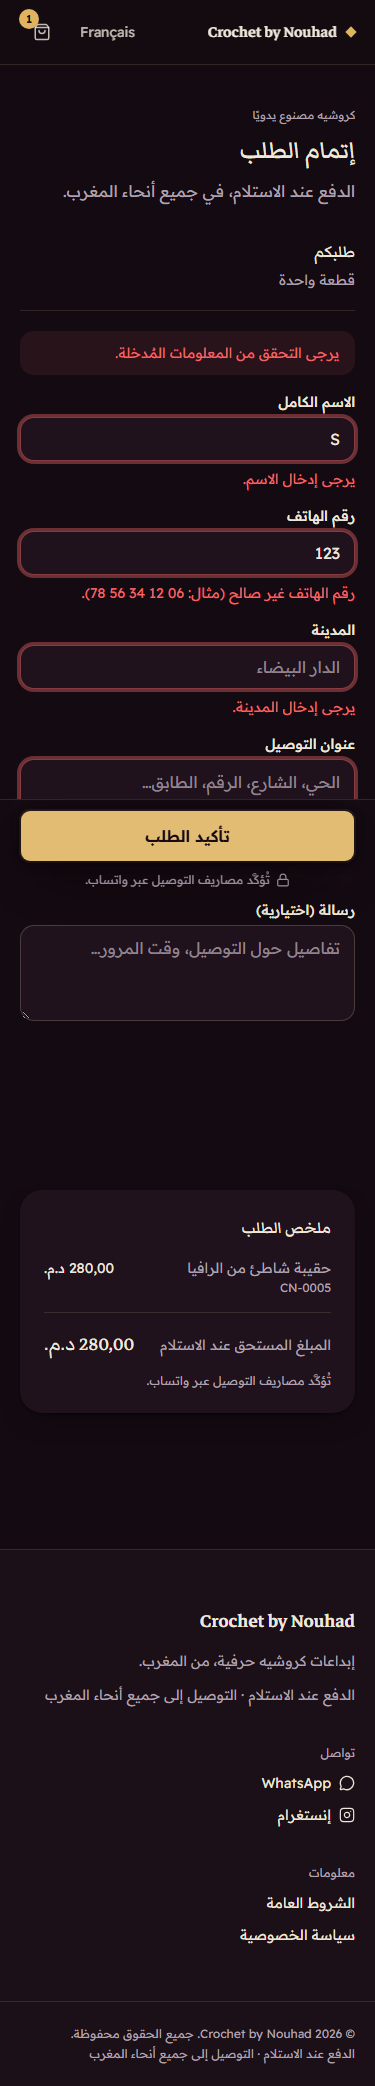 Crochet by Nouhad
Français
1
كروشيه مصنوع يدويًا
إتمام الطلب
الدفع عند الاستلام، في جميع أنحاء المغرب.
طلبكم
قطعة واحدة
يرجى التحقق من المعلومات المُدخلة.
الاسم الكامل
S
يرجى إدخال الاسم.
رقم الهاتف
123
رقم الهاتف غير صالح (مثال: 06 12 34 56 78).
المدينة
الدار البيضاء
يرجى إدخال المدينة.
عنوان التوصيل
الحي، الشارع، الرقم، الطابق...
تأكيد الطلب
تُؤكَّد مصاريف التوصيل عبر واتساب.
رسالة (اختيارية)
تفاصيل حول التوصيل، وقت المرور...
ملخص الطلب
حقيبة شاطئ من الرافيا
280,00 د.م.
CN-0005
المبلغ المستحق عند الاستلام
280,00 د.م.
تُؤكَّد مصاريف التوصيل عبر واتساب.
Crochet by Nouhad
إبداعات كروشيه حرفية، من المغرب.
الدفع عند الاستلام · التوصيل إلى جميع أنحاء المغرب
تواصل
WhatsApp
إنستغرام
معلومات
الشروط العامة
سياسة الخصوصية
© 2026 Crochet by Nouhad. جميع الحقوق محفوظة.
الدفع عند الاستلام · التوصيل إلى جميع أنحاء المغرب